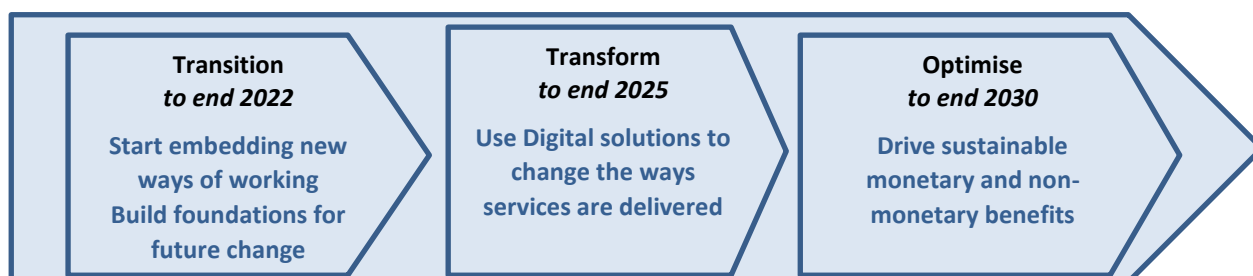 Transition
to end 2022
Start embedding new
ways of working
Build foundations for
future change
Transform
to end 2025
Use Digital solutions to
change the ways
services are delivered
Optimise
to end 2030
Drive sustainable
monetary and non-
monetary benefits